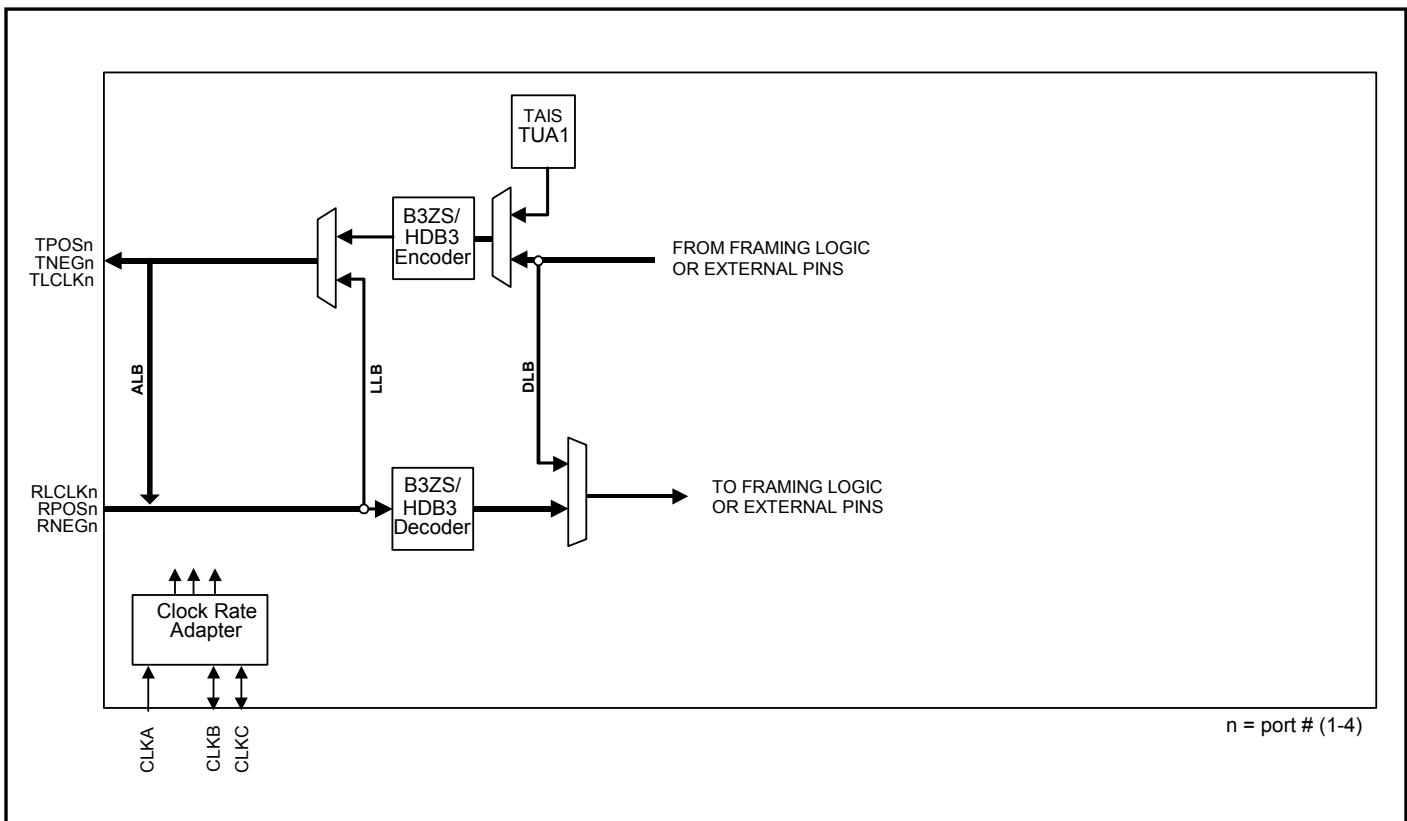 TAIS
TUA1
B3ZS/
HDB3
Encoder
TPOSn
TNEGn
TLCLKn
FROM FRAMING LOGIC
OR EXTERNAL PINS
ALB
LLB
DLB
RLCLKn
RPOSn
RNEGn
B3ZS/
HDB3
Decoder
TO FRAMING LOGIC
OR EXTERNAL PINS
Clock Rate
Adapter
CLKA
CLKB
CLKC
n = port # (1-4)